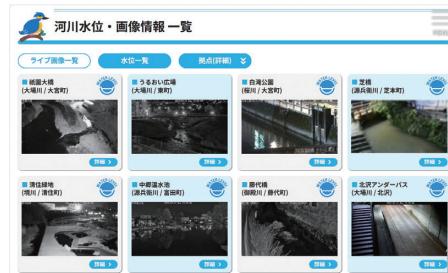 河川水位・画像情報 一覧
ライブ画像一覧
水位一覧
拠点(詳細)
祇園大橋
(大場川 / 大宮町)
うるおい広場
(大場川 / 東町)
白滝公園
(桜川 / 大宮町)
芝橋
(源兵衛川 / 芝本町)
詳細
詳細
詳細
詳細
清住緑地
(境川 / 清住町)
中郷温水池
(源兵衛川 / 富田町)
藤代橋
(御殿川 / 藤代町)
北沢アンダーパス
(大場川 / 北沢)
詳細
詳細
詳細
詳細